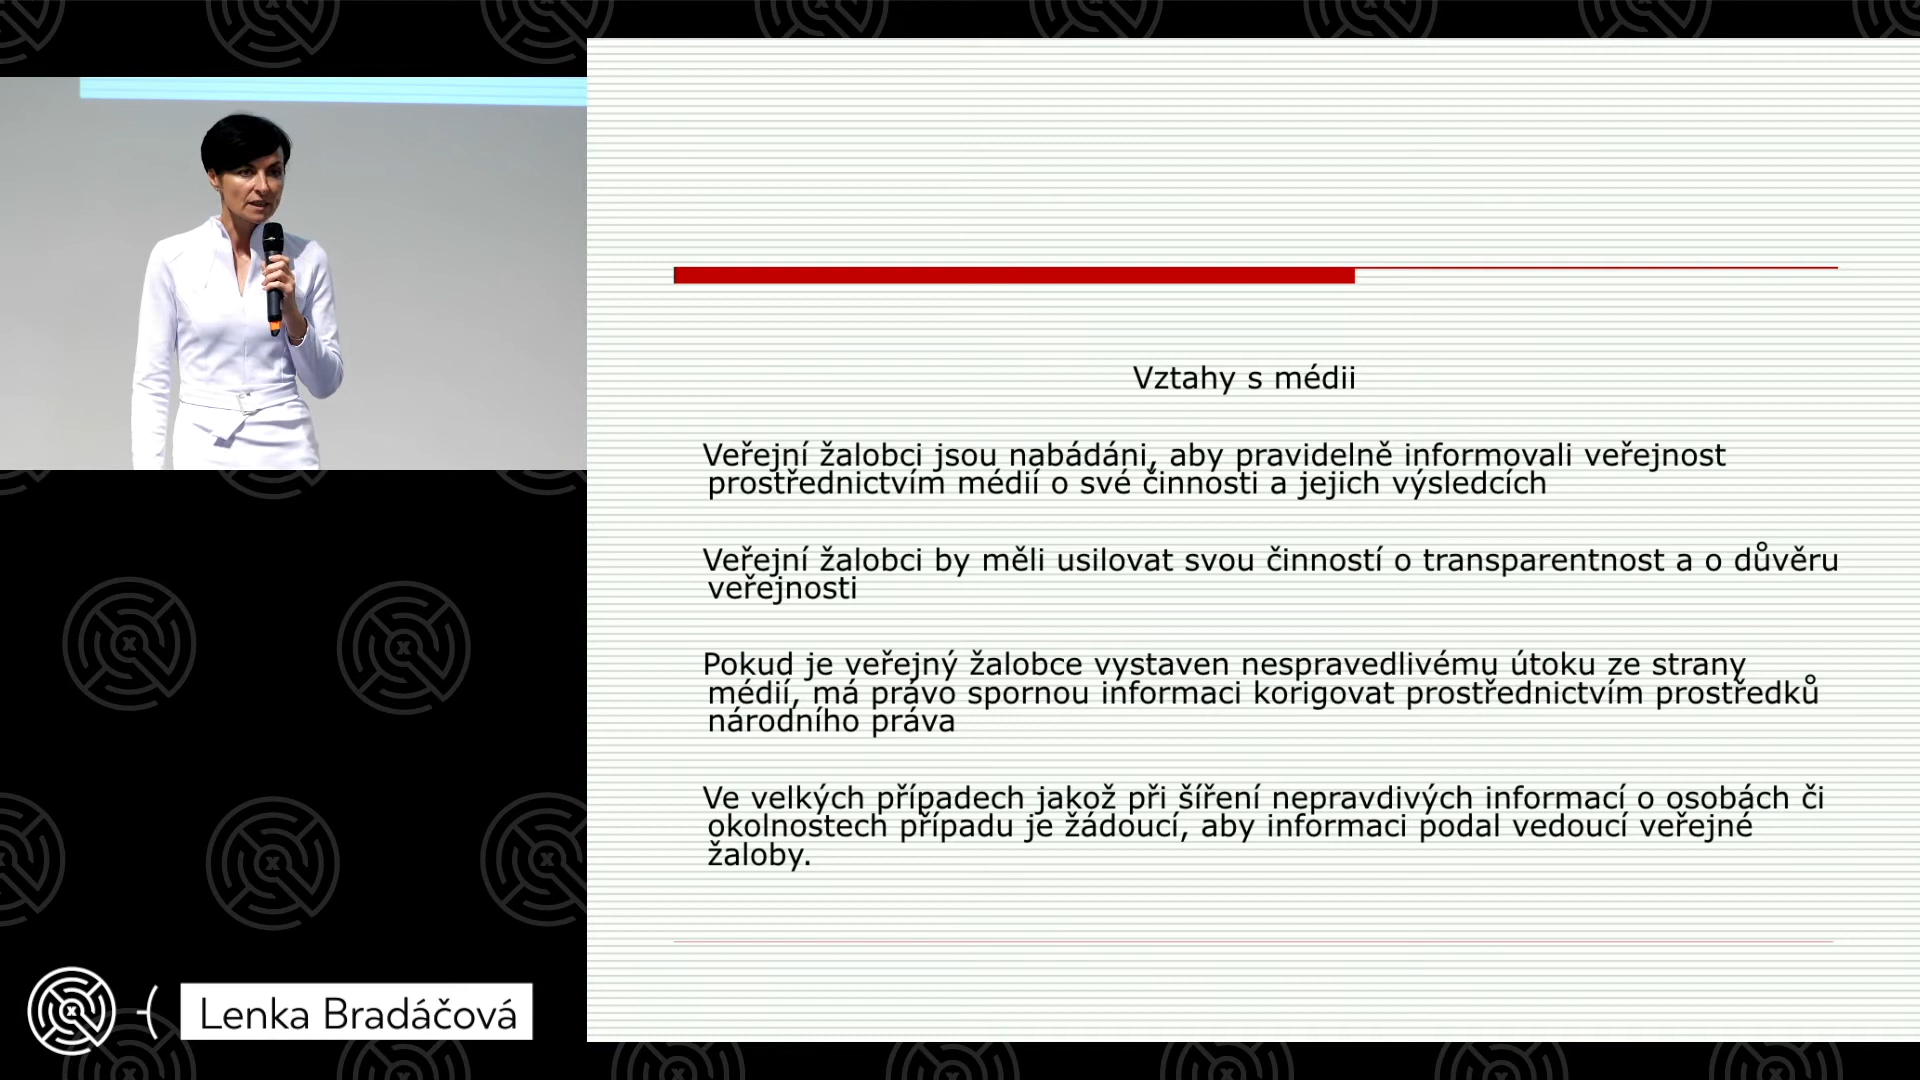 Vztahy s médii
Veřejní žalobci jsou nabádáni, aby pravidelně informovali veřejnost
prostřednictvím médií o své činnosti a jejich výsledcích
Veřejní žalobci by měli usilovat svou činností o transparentnost a o důvěru
veřejnosti
Pokud je veřejný žalobce vystaven nespravedlivému útoku ze strany
médií, má právo spornou informaci korigovat prostřednictvím prostředků
národního práva
Ve velkých případech jakož při šíření nepravdivých informací o osobách či
okolnostech případu je žádoucí, aby informaci podal vedoucí veřejné
žaloby.
Lenka Bradáčová